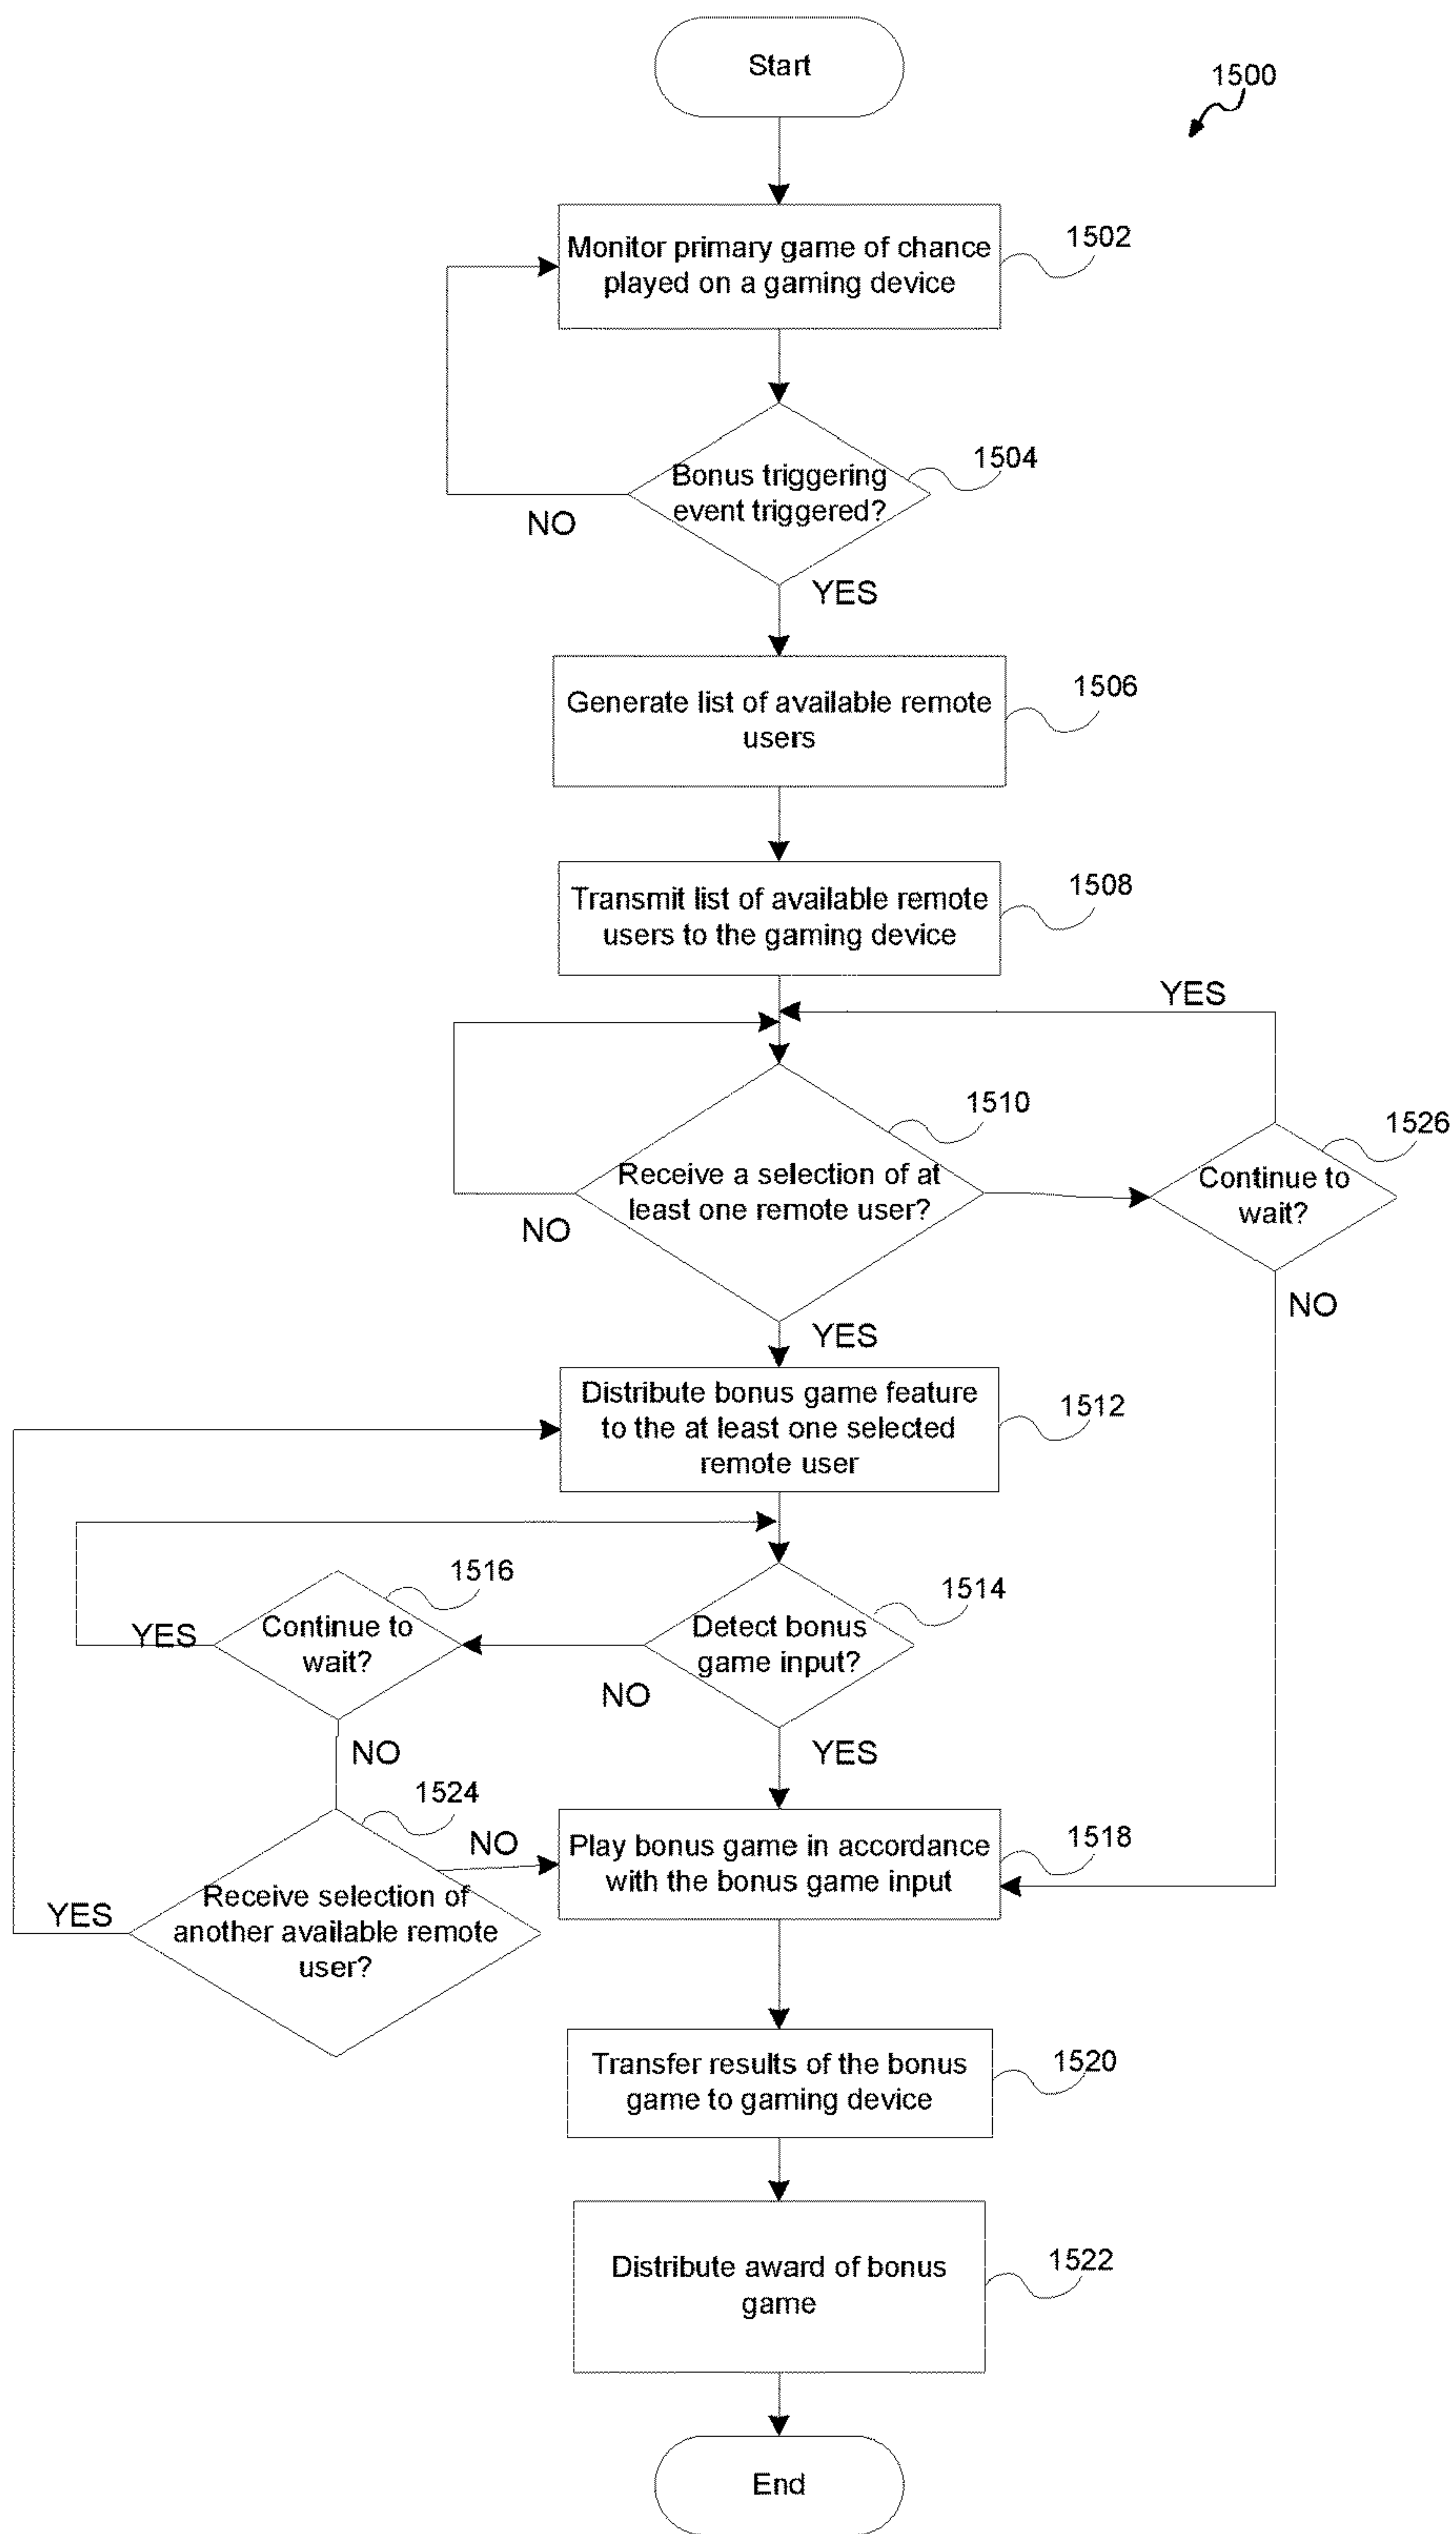 Start
1500
Monitor primary game of chance
played on a gaming device
1502
Bonus triggering
event triggered?
1504
NO
YES
Generate list of available remote
users
1506
Transmit list of available remote
users to the gaming device
1508
YES
Receive a selection of at
least one remote user?
1510
Continue to
wait?
1526
NO
NO
YES
Distribute bonus game feature
to the at least one selected
remote user
1512
Continue to
wait?
1516
YES
Detect bonus
game input?
1514
NO
NO
YES
1524
NO
Receive selection of
another available remote
user?
YES
Play bonus game in accordance
with the bonus game input
1518
Transfer results of the bonus
game to gaming device
1520
Distribute award of bonus
game
1522
End